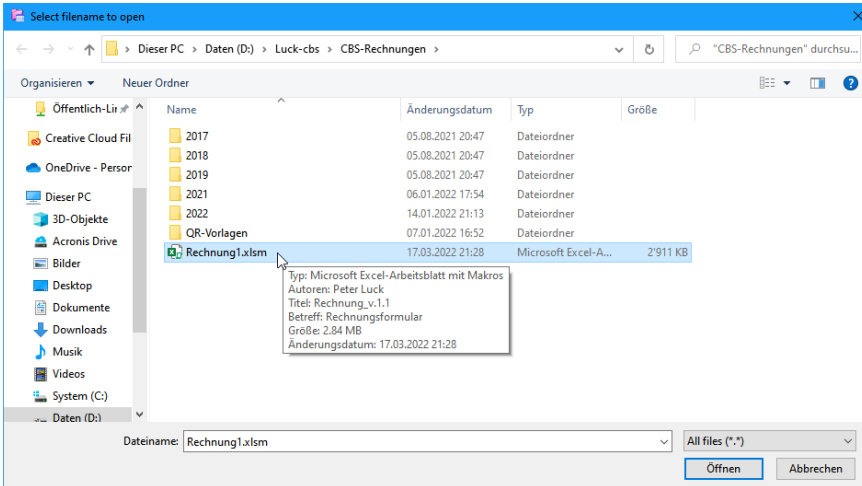 Select filename to open
Dieser PC > Daten (D:) > Luck-cbs > CBS-Rechnungen >
"CBS-Rechnungen" durchsu...
Organisieren Neuer Ordner
Name Änderungsdatum Typ Größe
Öffentlich-Lir
Creative Cloud Fil
OneDrive - Person
Dieser PC
3D-Objekte
Acronis Drive
Bilder
Desktop
Dokumente
Downloads
Musik
Videos
System (C:)
Daten (D:)
2017 05.08.2021 20:47 Dateiordner
2018 05.08.2021 20:47 Dateiordner
2019 05.08.2021 20:47 Dateiordner
2021 06.01.2022 17:54 Dateiordner
2022 14.01.2022 21:13 Dateiordner
QR-Vorlagen 07.01.2022 16:52 Dateiordner
Rechnung1.xlsm 17.03.2022 21:28 Microsoft Excel-A... 2'911 KB
Typ: Microsoft Excel-Arbeitsblatt mit Makros
Autoren: Peter Luck
Titel: Rechnung_v.1.1
Betreff: Rechnungsformular
Größe: 2.84 MB
Änderungsdatum: 17.03.2022 21:28
Dateiname: Rechnung1.xlsm All files (*.*)
Öffnen Abbrechen